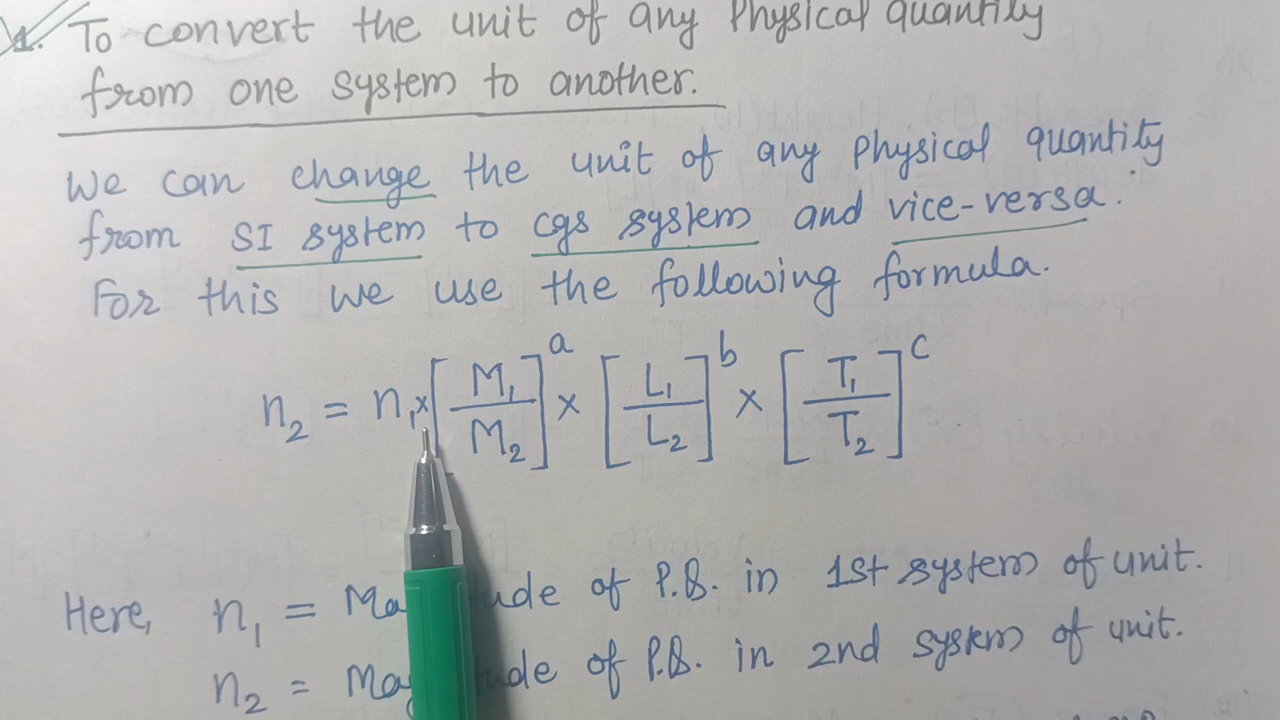 1. To convert the unit of any Physical quantity
from one system to another.
We can change the unit of any Physical quantity
from SI system to cgs system and vice-versa.
For this we use the following formula.
n₂ = n₁ × [M₁/M₂]ᵃ × [L₁/L₂]ᵇ × [T₁/T₂]ᶜ
Here, n₁ = Ma tude of P.Q. in 1st system of unit.
n₂ = Mag tude of P.Q. in 2nd system of unit.